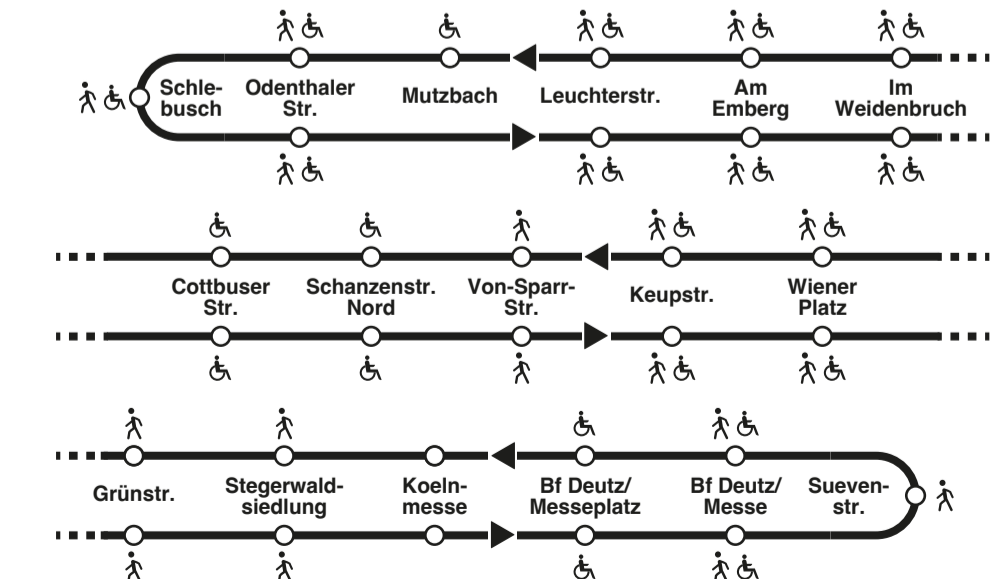 Schle-
busch
Odenthaler
Str.
Mutzbach
Leuchterstr.
Am
Emberg
Im
Weidenbruch
Cottbuser
Str.
Schanzenstr.
Nord
Von-Sparr-
Str.
Keupstr.
Wiener
Platz
Grünstr.
Stegerwald-
siedlung
Koeln-
messe
Bf Deutz/
Messeplatz
Bf Deutz/
Messe
Sueven-
str.